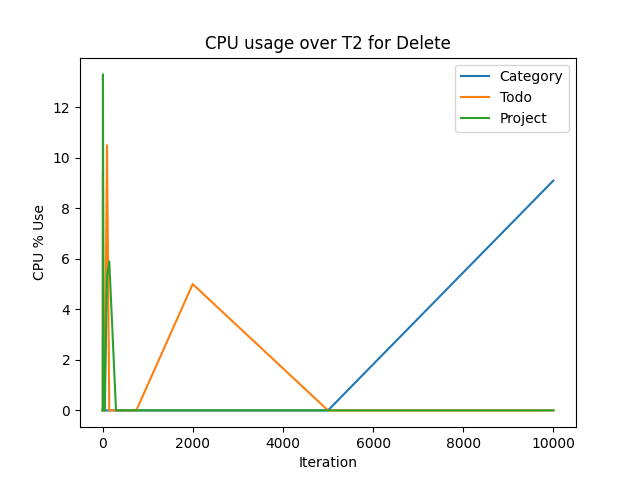 CPU usage over T2 for Delete
Category
Todo
Project
CPU % Use
12
10
8
6
4
2
0
0 2000 4000 6000 8000 10000
Iteration